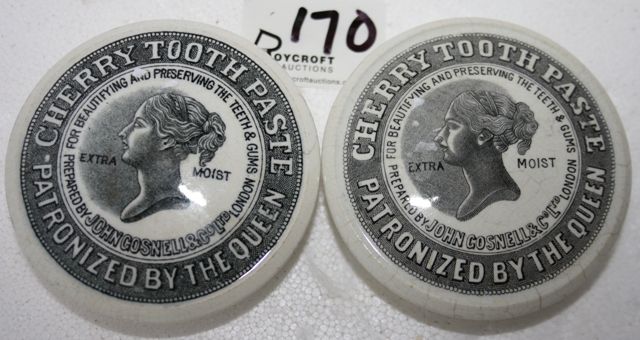 170
ROYCROFT
AUCTIONS
CHERRY TOOTH PASTE
FOR BEAUTIFYING AND PRESERVING THE TEETH & GUMS
EXTRA MOIST
PREPARED BY JOHN GOSNELL & Co LTD LONDON
-PATRONIZED BY THE QUEEN-
CHERRY TOOTH PASTE
FOR BEAUTIFYING AND PRESERVING THE TEETH & GUMS
EXTRA MOIST
PREPARED BY JOHN GOSNELL & Co LTD LONDON
PATRONIZED BY THE QUEEN